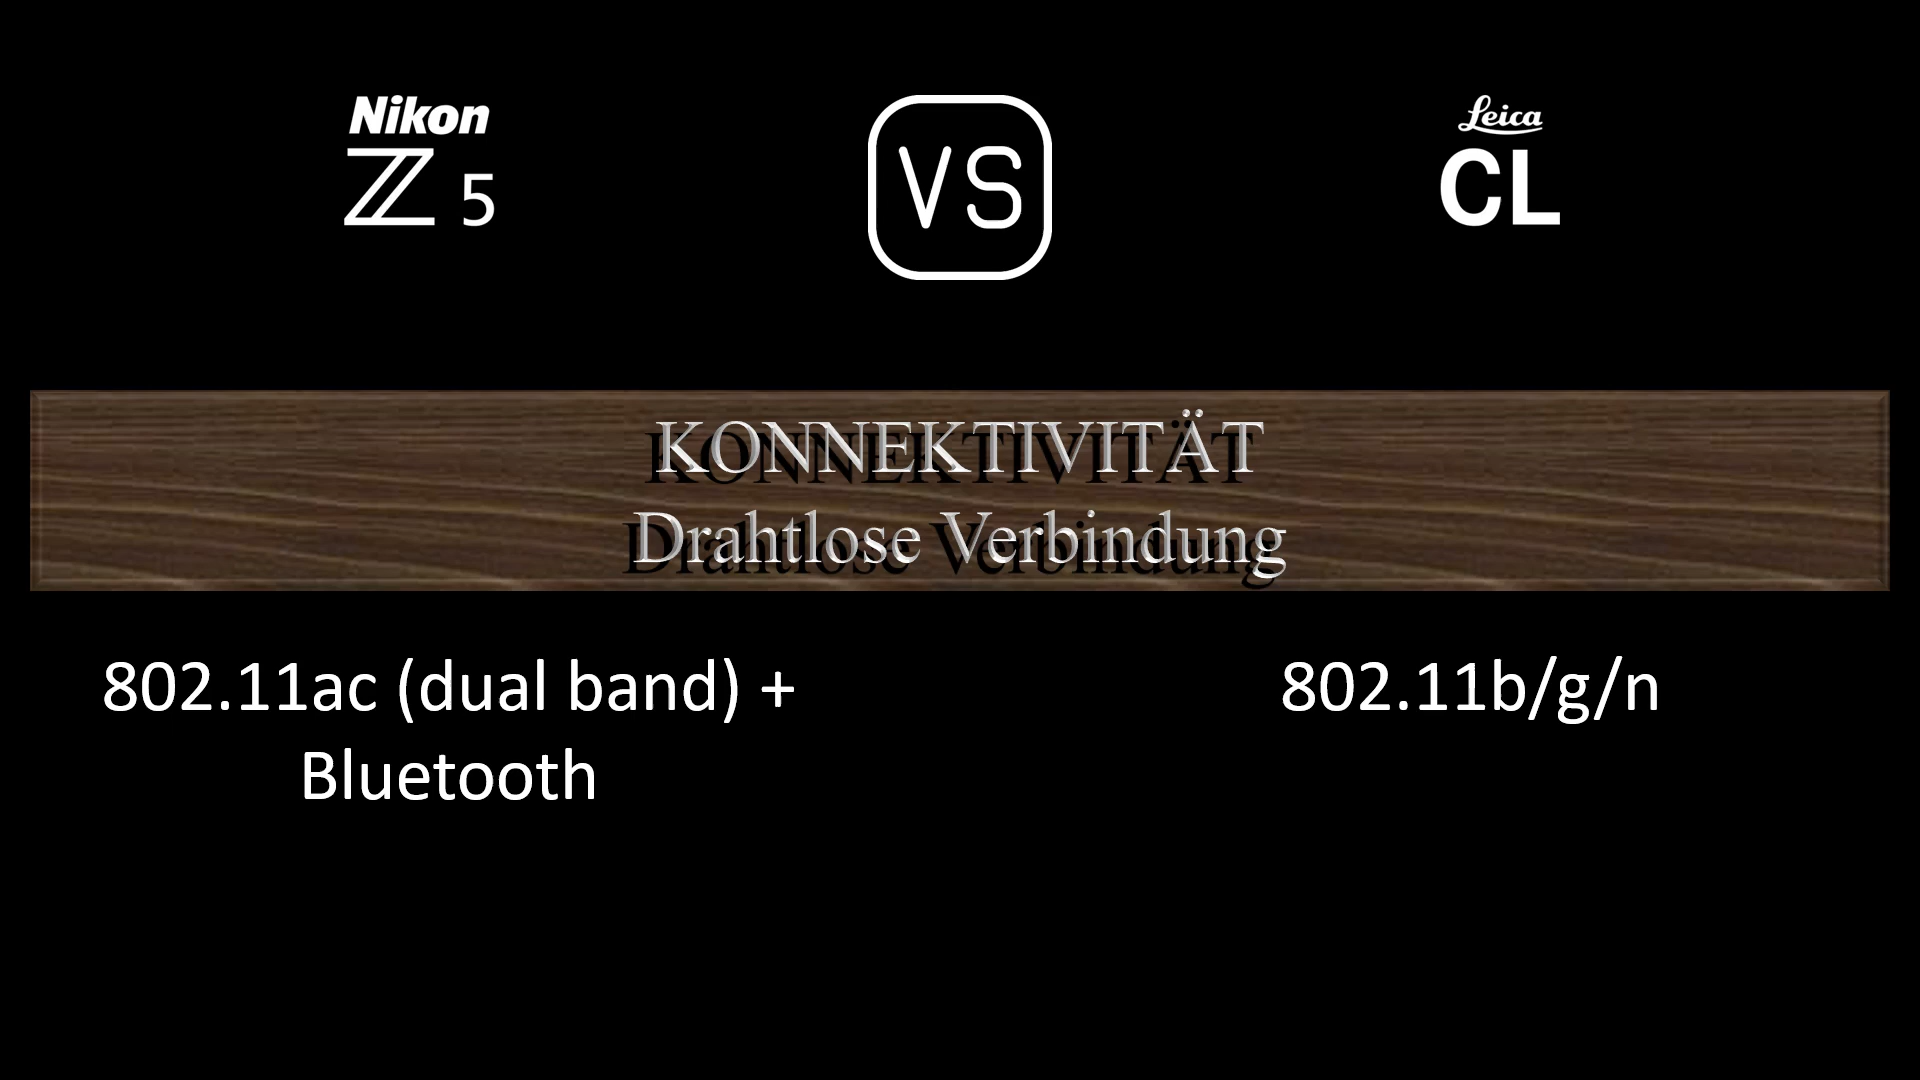 Nikon
Z 5
VS
Leica
CL
KONNEKTIVITÄT
Drahtlose Verbindung
802.11ac (dual band) +
Bluetooth
802.11b/g/n